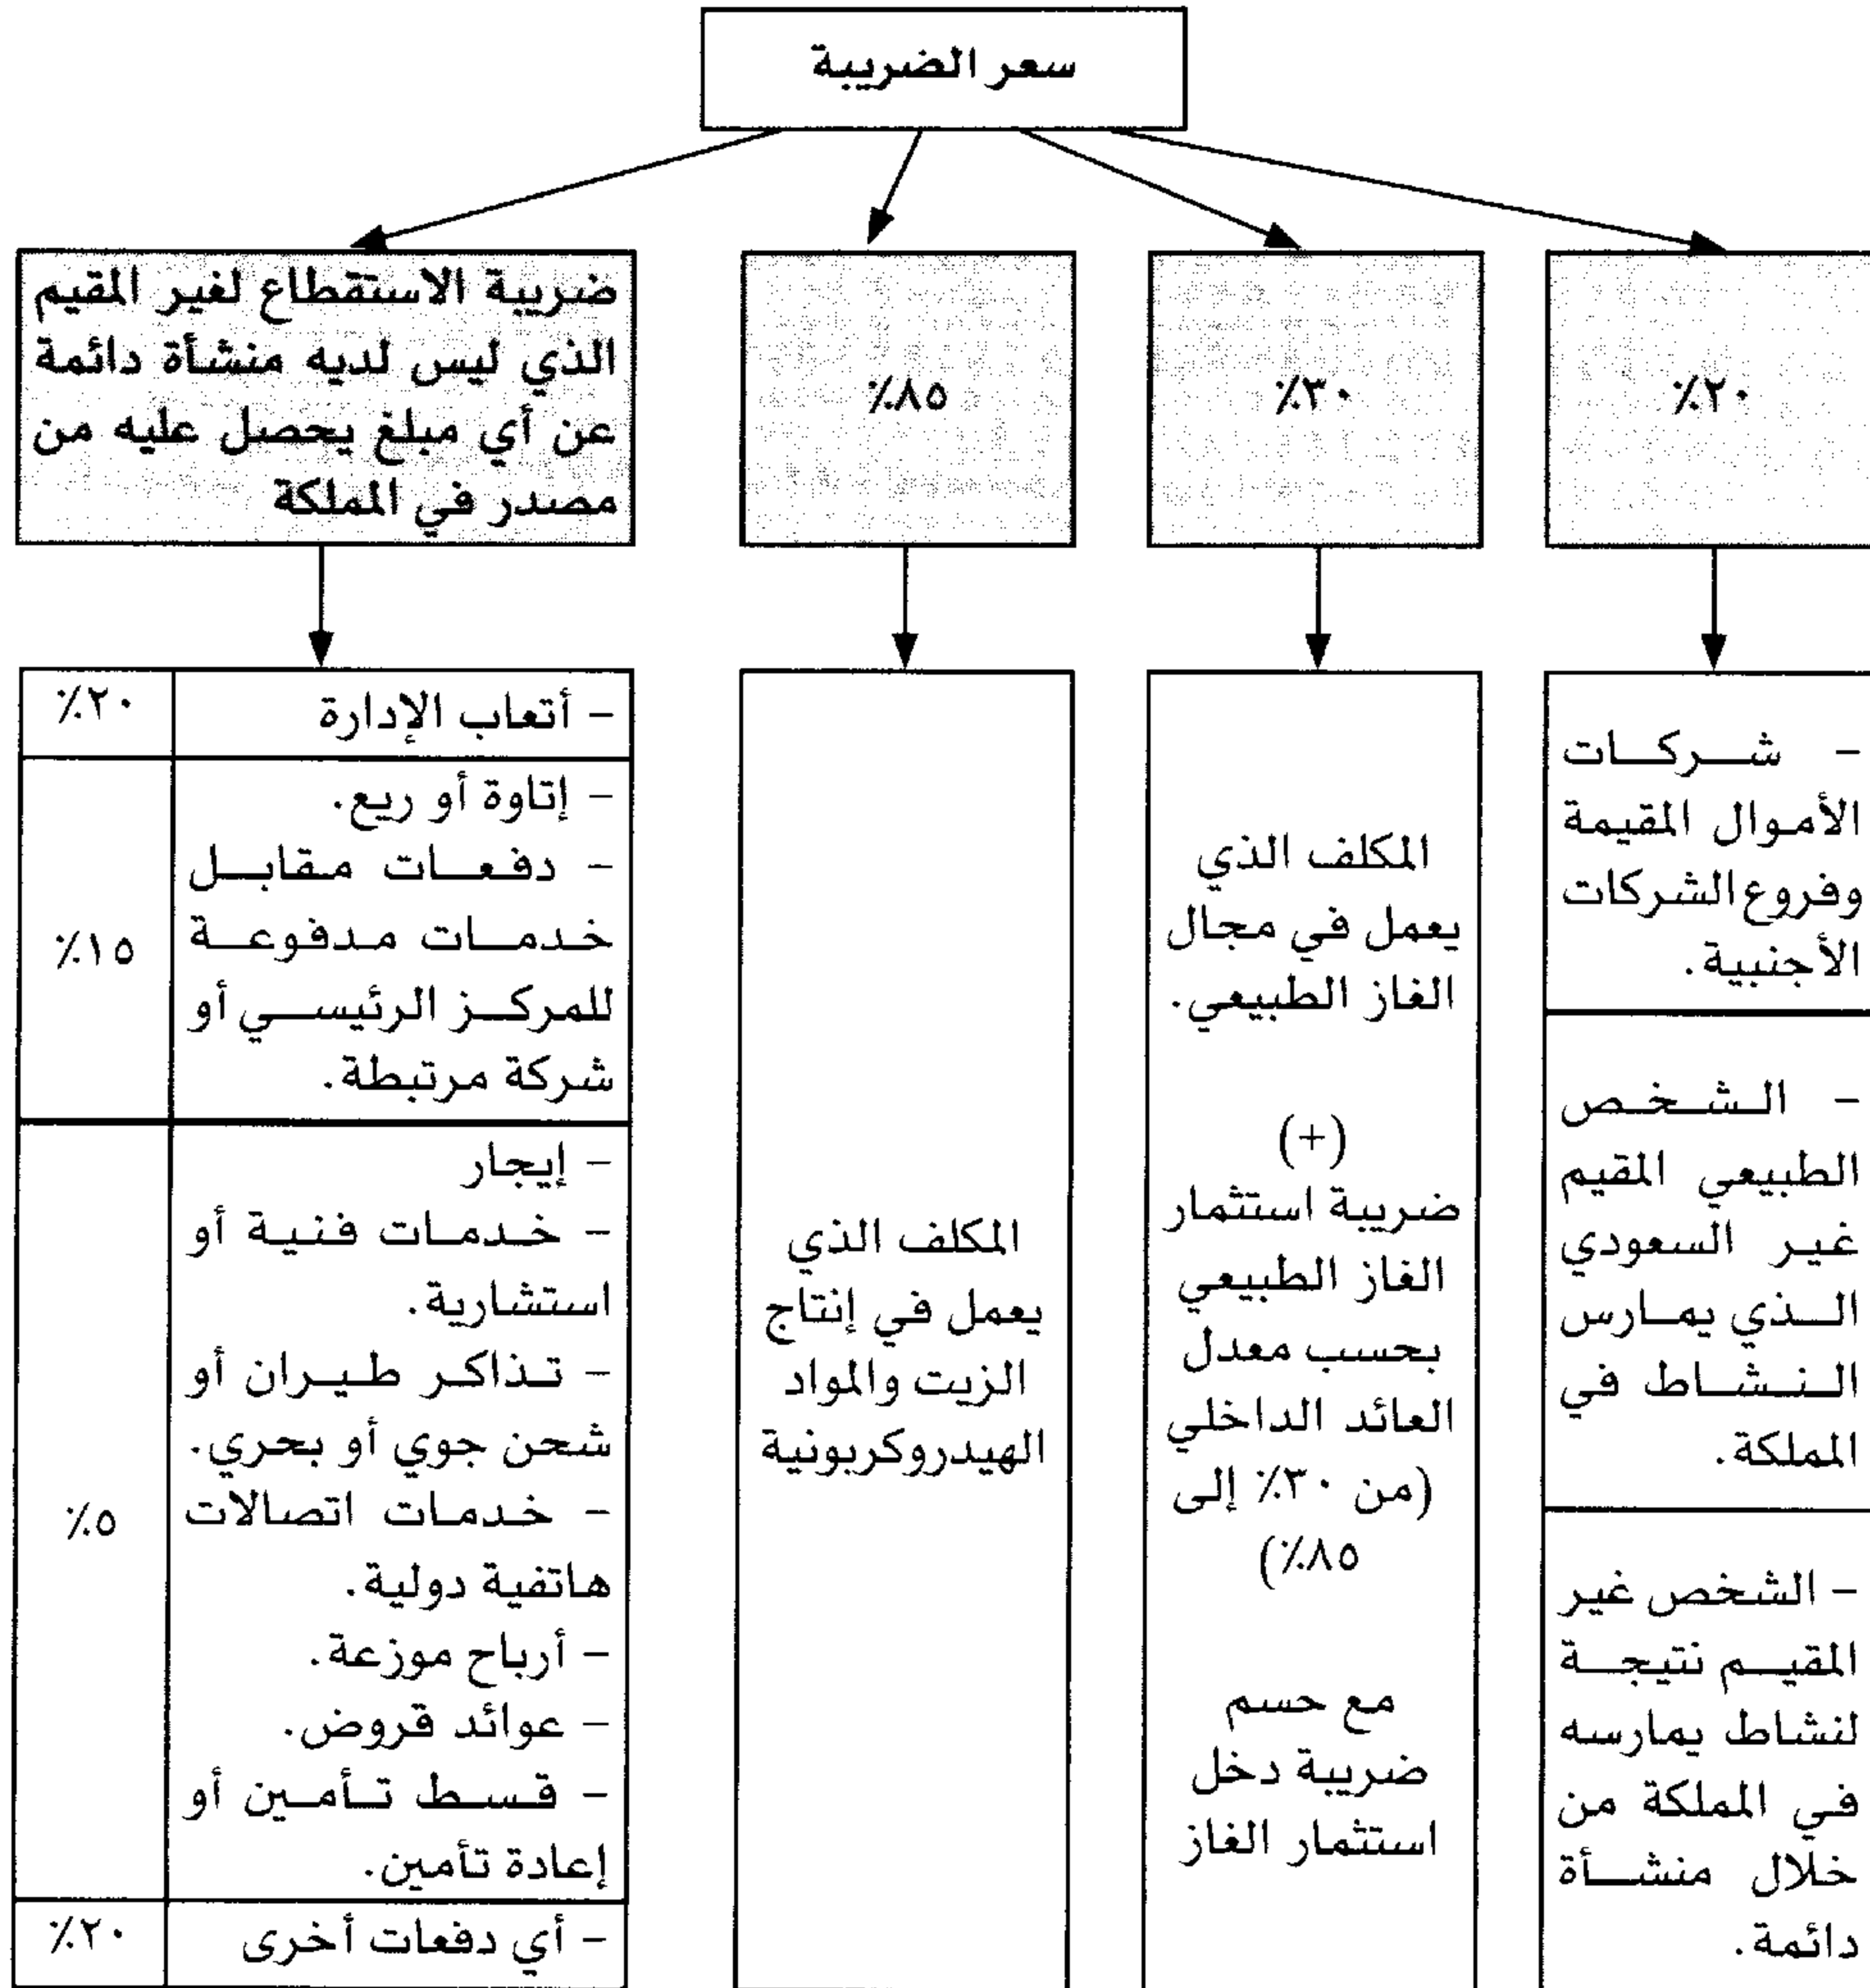 سعر الضريبة
٢٠٪
٣٠٪
٨٥٪
ضريبة الاستقطاع لغير المقيم
الذي ليس لديه منشأة دائمة
عن أي مبلغ يحصل عليه من
مصدر في المملكة
– شركات
الأموال المقيمة
وفروع الشركات
الأجنبية.
– الشخص
الطبيعي المقيم
غير السعودي
الذي يمارس
النشاط في
المملكة.
– الشخص غير
المقيم نتيجة
لنشاط يمارسه
في المملكة من
خلال منشأة
دائمة.
المكلف الذي
يعمل في مجال
الغاز الطبيعي.
(+)
ضريبة استثمار
الغاز الطبيعي
بحسب معدل
العائد الداخلي
(من ٣٠٪ إلى
٨٥٪)
مع حسم
ضريبة دخل
استثمار الغاز
المكلف الذي
يعمل في إنتاج
الزيت والمواد
الهيدروكربونية
– أتعاب الإدارة
٢٠٪
– إتاوة أو ريع.
– دفعات مقابل
خدمات مدفوعة
للمركز الرئيسي أو
شركة مرتبطة.
١٥٪
– إيجار
– خدمات فنية أو
استشارية.
– تذاكر طيران أو
شحن جوي أو بحري.
– خدمات اتصالات
هاتفية دولية.
– أرباح موزعة.
– عوائد قروض.
– قسط تأمين أو
إعادة تأمين.
٥٪
– أي دفعات أخرى
٢٠٪